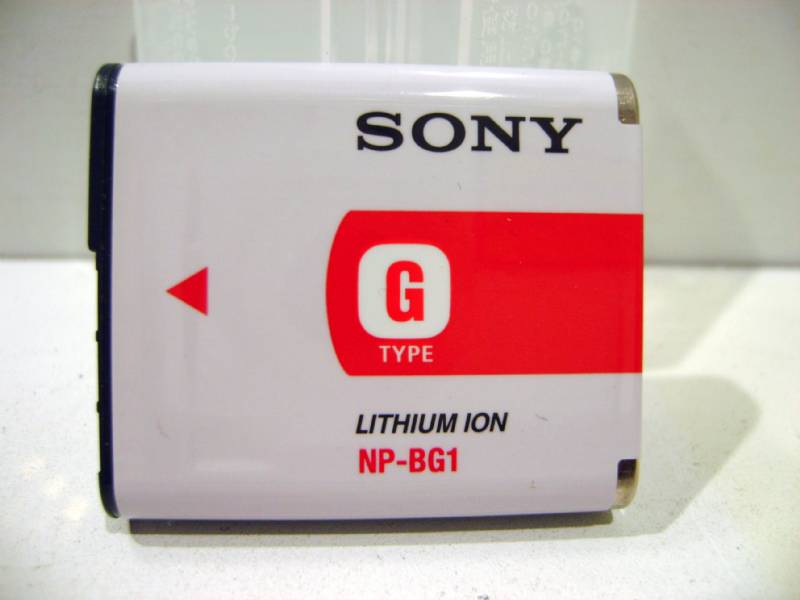 SONY
G
TYPE
LITHIUM ION
NP-BG1